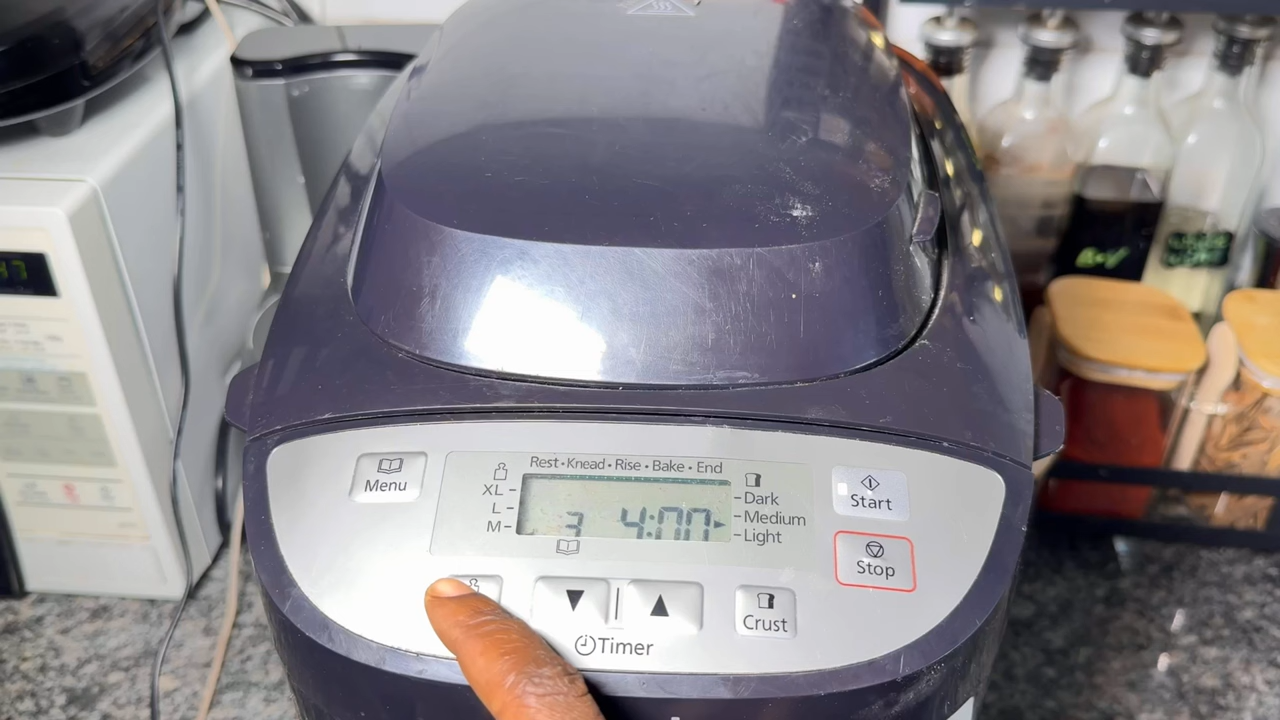 Rest • Knead • Rise • Bake • End
Menu
XL
L
M
3 4:00
Dark
Medium
Light
Start
Stop
Timer
Crust